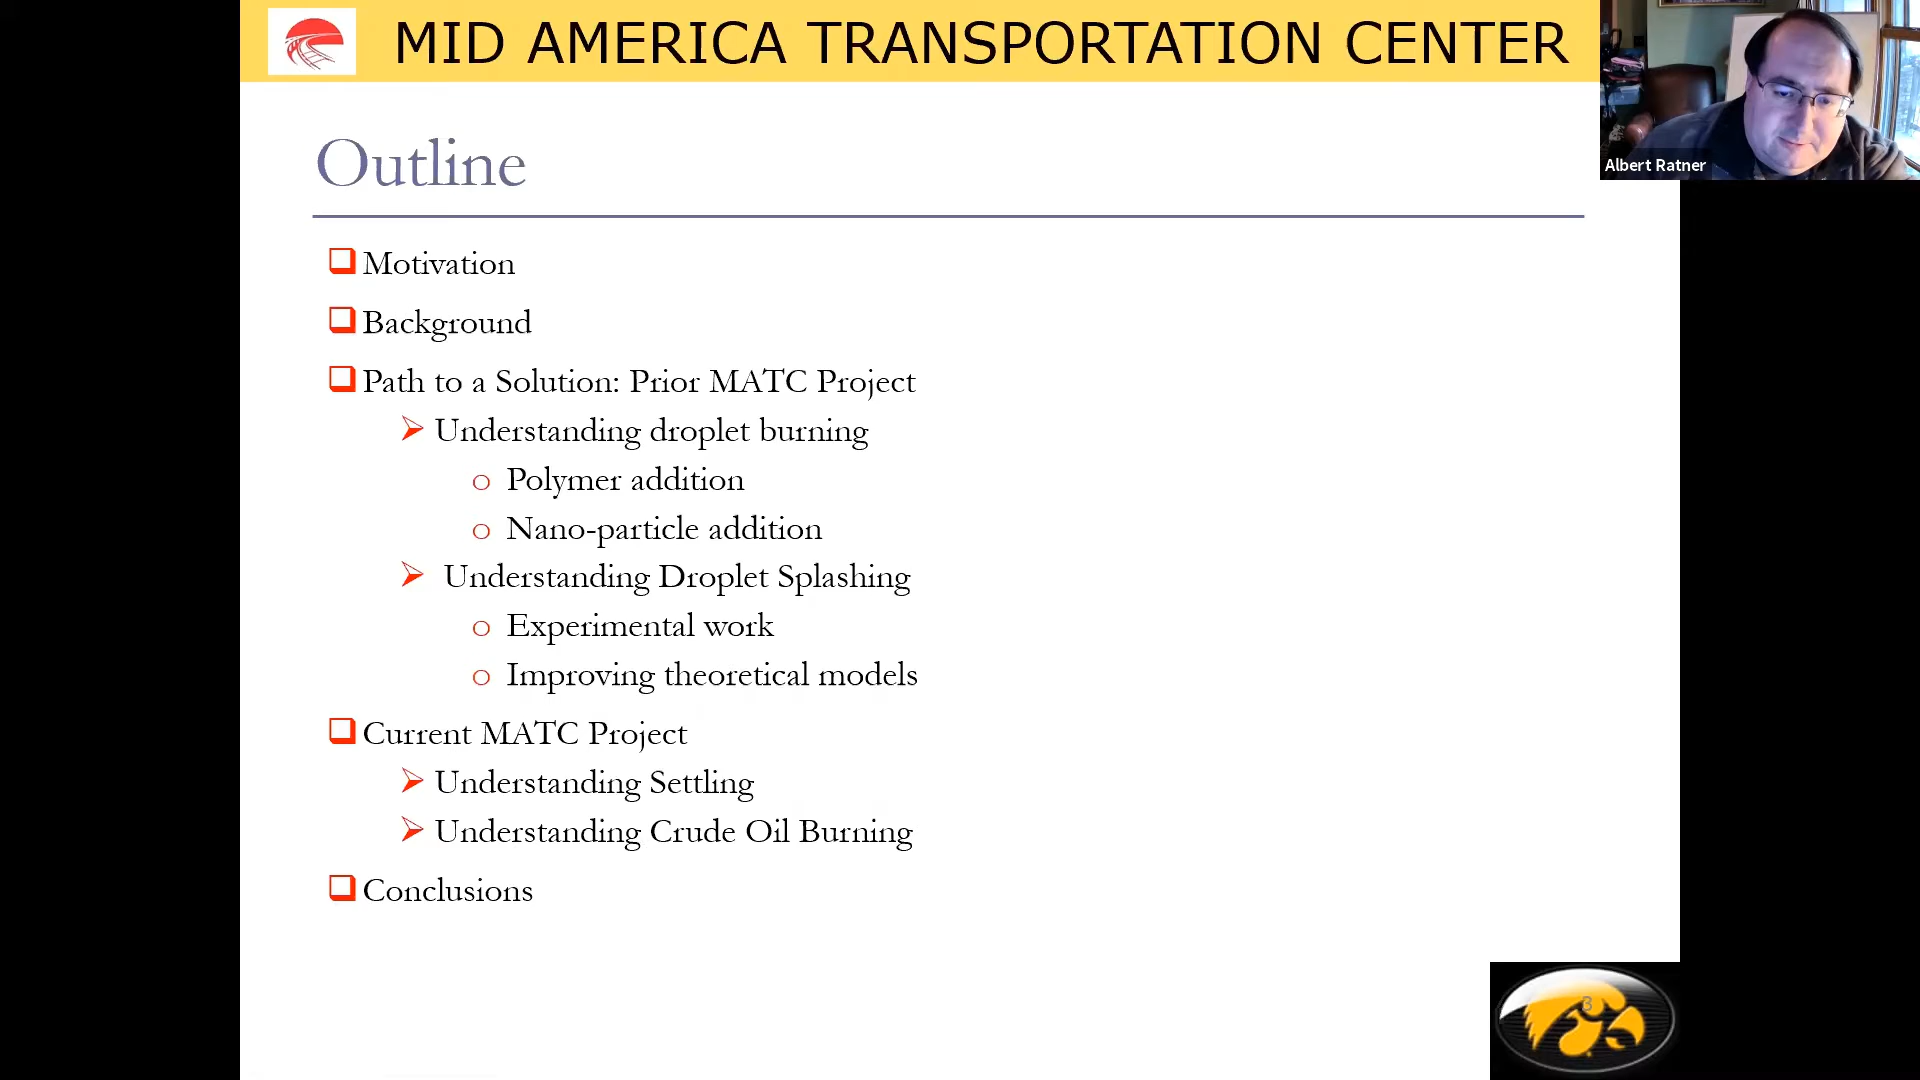 MID AMERICA TRANSPORTATION CENTER
Albert Ratner
Outline
Motivation
Background
Path to a Solution: Prior MATC Project
Understanding droplet burning
Polymer addition
Nano-particle addition
Understanding Droplet Splashing
Experimental work
Improving theoretical models
Current MATC Project
Understanding Settling
Understanding Crude Oil Burning
Conclusions
3